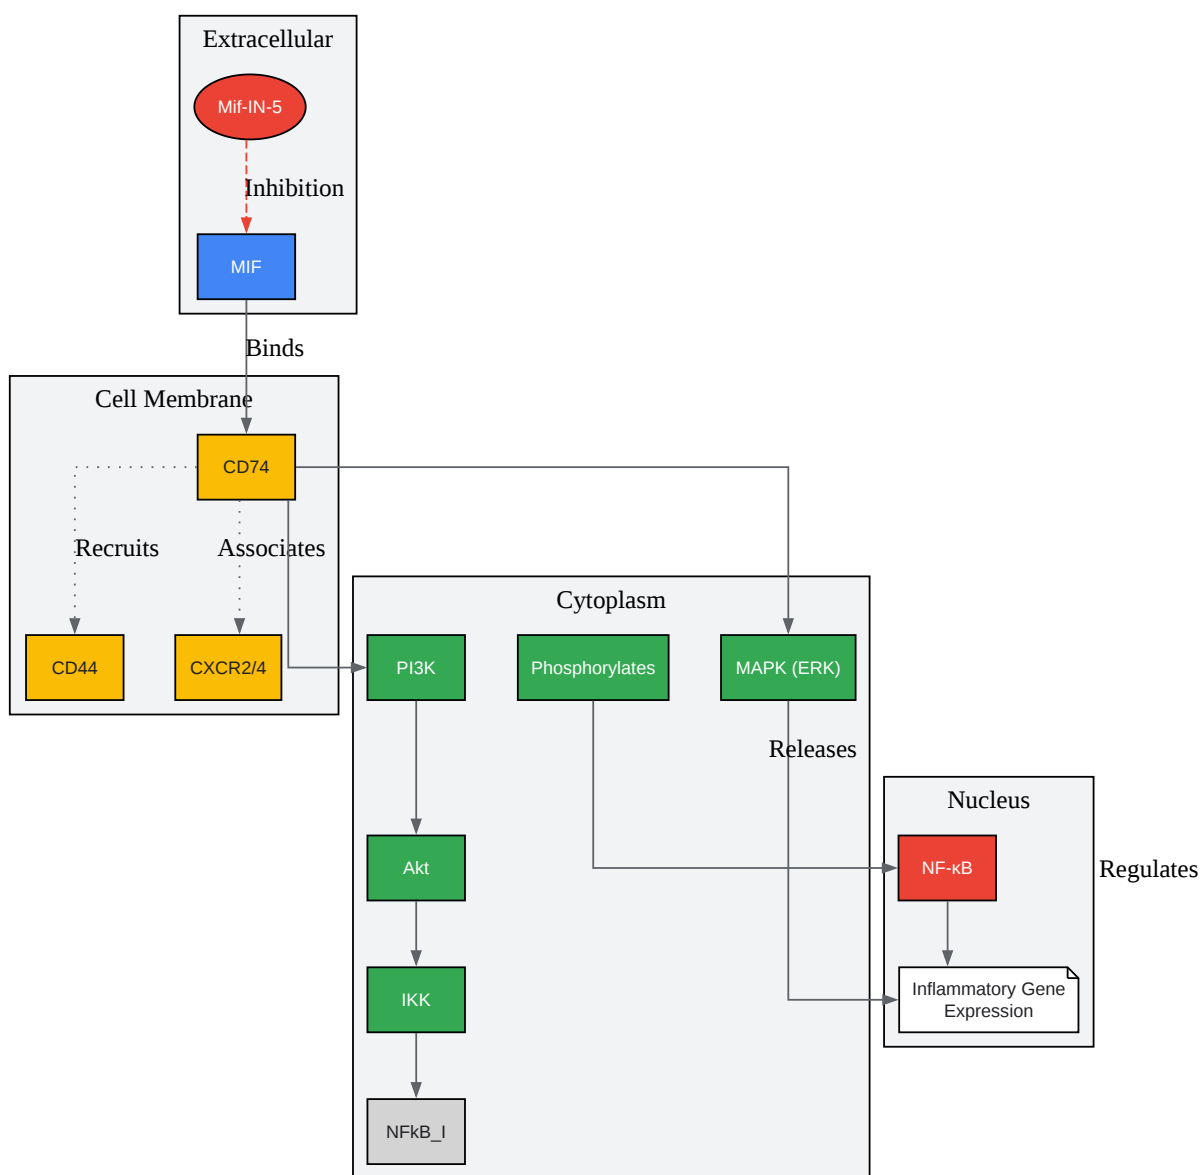 Extracellular
Mif-IN-5
Inhibition
MIF
Binds
Cell Membrane
CD74
Recruits
Associates
CD44
CXCR2/4
Cytoplasm
PI3K
Phosphorylates
MAPK (ERK)
Releases
Akt
IKK
NFkB_I
Nucleus
NF-κB
Regulates
Inflammatory Gene
Expression